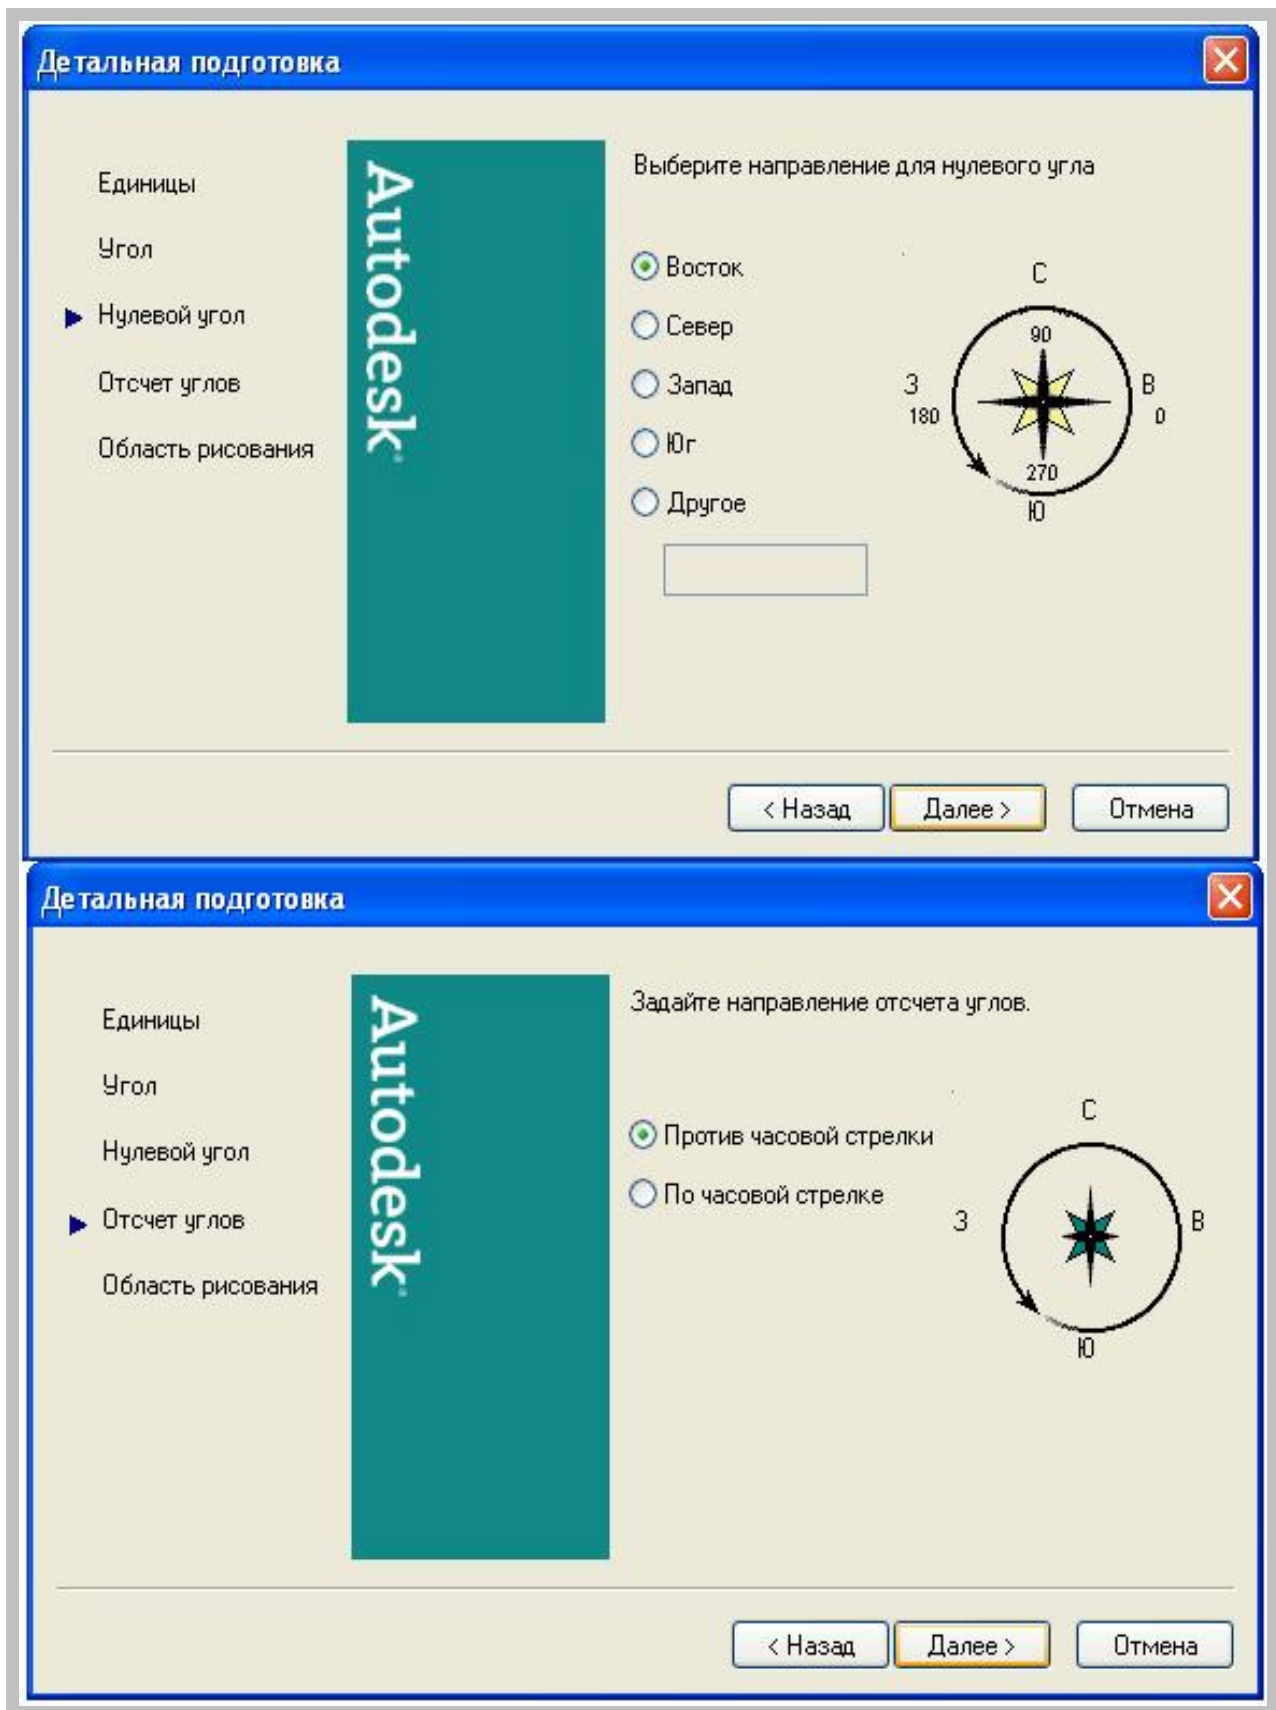 Детальная подготовка
Единицы
Угол
Нулевой угол
Отсчет углов
Область рисования
Autodesk
Выберите направление для нулевого угла
Восток
Север
Запад
Юг
Другое
С
90
З
180
В
0
270
Ю
< Назад
Далее >
Отмена
Детальная подготовка
Единицы
Угол
Нулевой угол
Отсчет углов
Область рисования
Autodesk
Задайте направление отсчета углов.
Против часовой стрелки
По часовой стрелке
С
З
В
Ю
< Назад
Далее >
Отмена